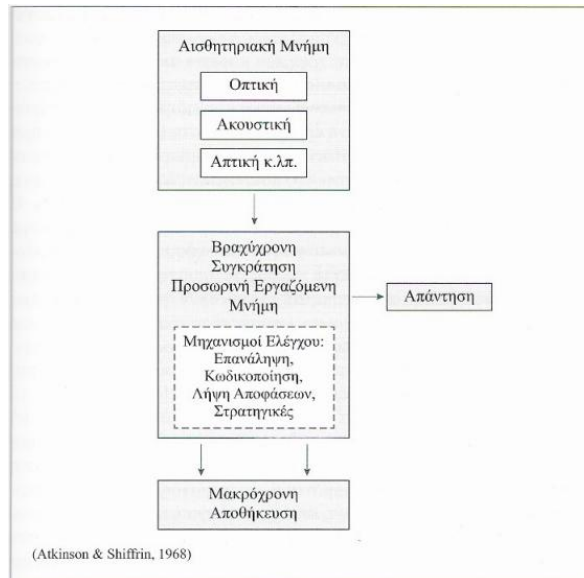 Αισθητηριακή Μνήμη
Οπτική
Ακουστική
Απτική κ.λπ.
Βραχύχρονη
Συγκράτηση
Προσωρινή Εργαζόμενη
Μνήμη
Απάντηση
Μηχανισμοί Ελέγχου:
Επανάληψη,
Κωδικοποίηση,
Λήψη Αποφάσεων,
Στρατηγικές
Μακρόχρονη
Αποθήκευση
(Atkinson & Shiffrin, 1968)